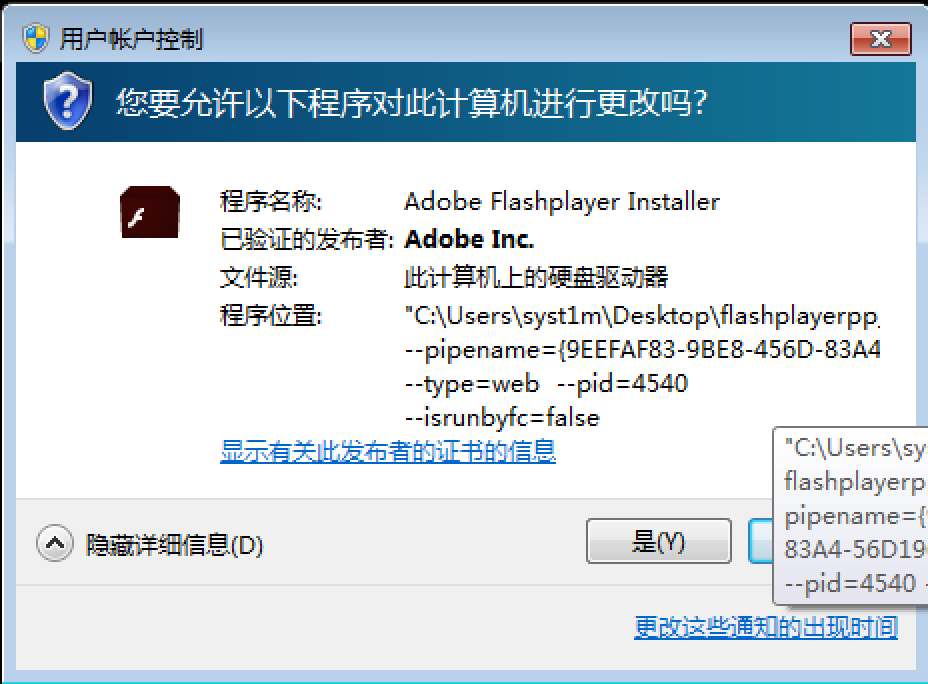 用户帐户控制
您要允许以下程序对此计算机进行更改吗?
程序名称: Adobe Flashplayer Installer
已验证的发布者: Adobe Inc.
文件源: 此计算机上的硬盘驱动器
程序位置: "C:\Users\syst1m\Desktop\flashplayerpp_
--pipename={9EEFAF83-9BE8-456D-83A4
--type=web --pid=4540
--isrunbyfc=false
显示有关此发布者的证书的信息
隐藏详细信息(D)
是(Y)
"C:\Users\sys
flashplayerp
pipename={9
83A4-56D19
--pid=4540 -
更改这些通知的出现时间